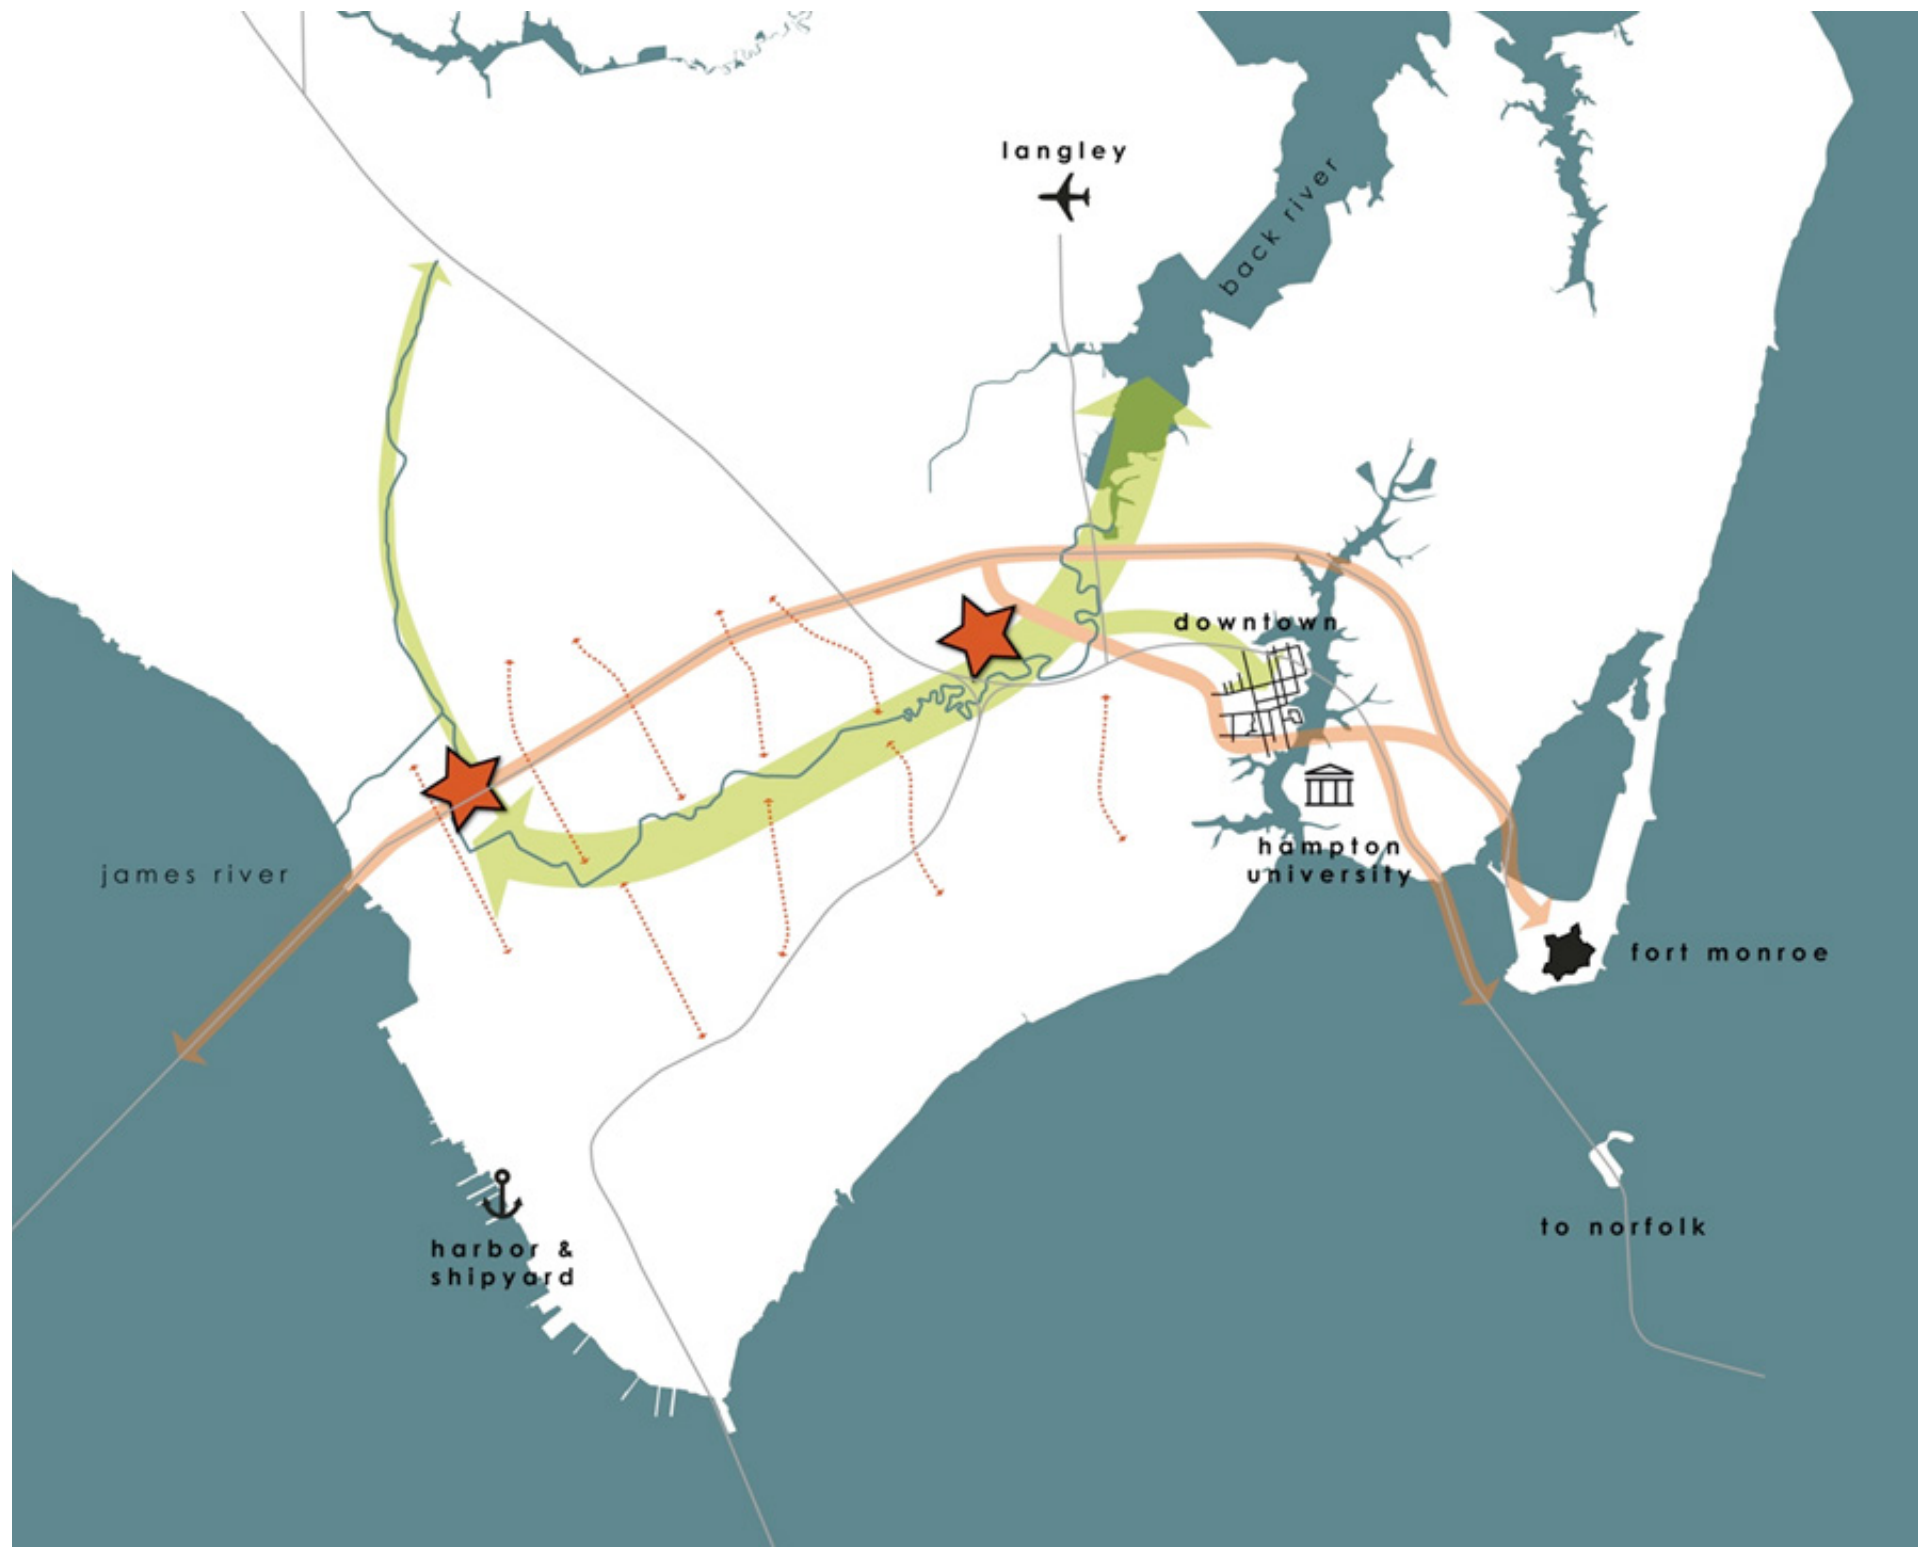 langley
back river
downtown
james river
hampton
university
fort monroe
harbor &
shipyard
to norfolk